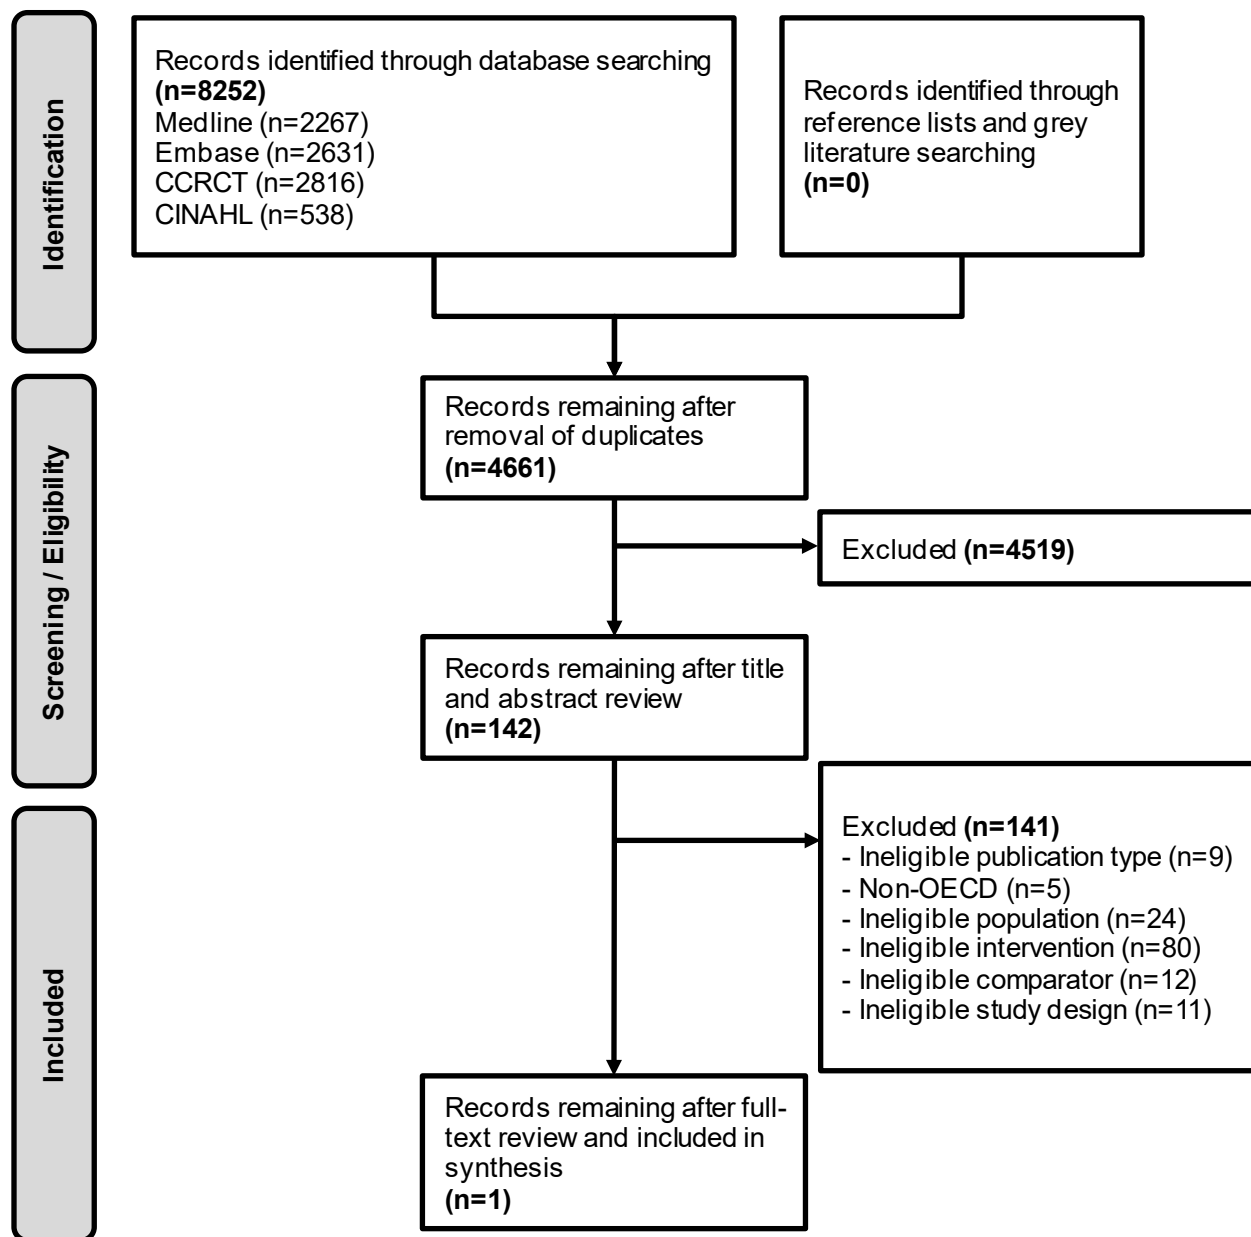 Identification
Records identified through database searching
(n=8252)
Medline (n=2267)
Embase (n=2631)
CCRCT (n=2816)
CINAHL (n=538)
Records identified through
reference lists and grey
literature searching
(n=0)
Screening / Eligibility
Records remaining after
removal of duplicates
(n=4661)
Excluded (n=4519)
Records remaining after title
and abstract review
(n=142)
Included
Excluded (n=141)
- Ineligible publication type (n=9)
- Non-OECD (n=5)
- Ineligible population (n=24)
- Ineligible intervention (n=80)
- Ineligible comparator (n=12)
- Ineligible study design (n=11)
Records remaining after full-
text review and included in
synthesis
(n=1)